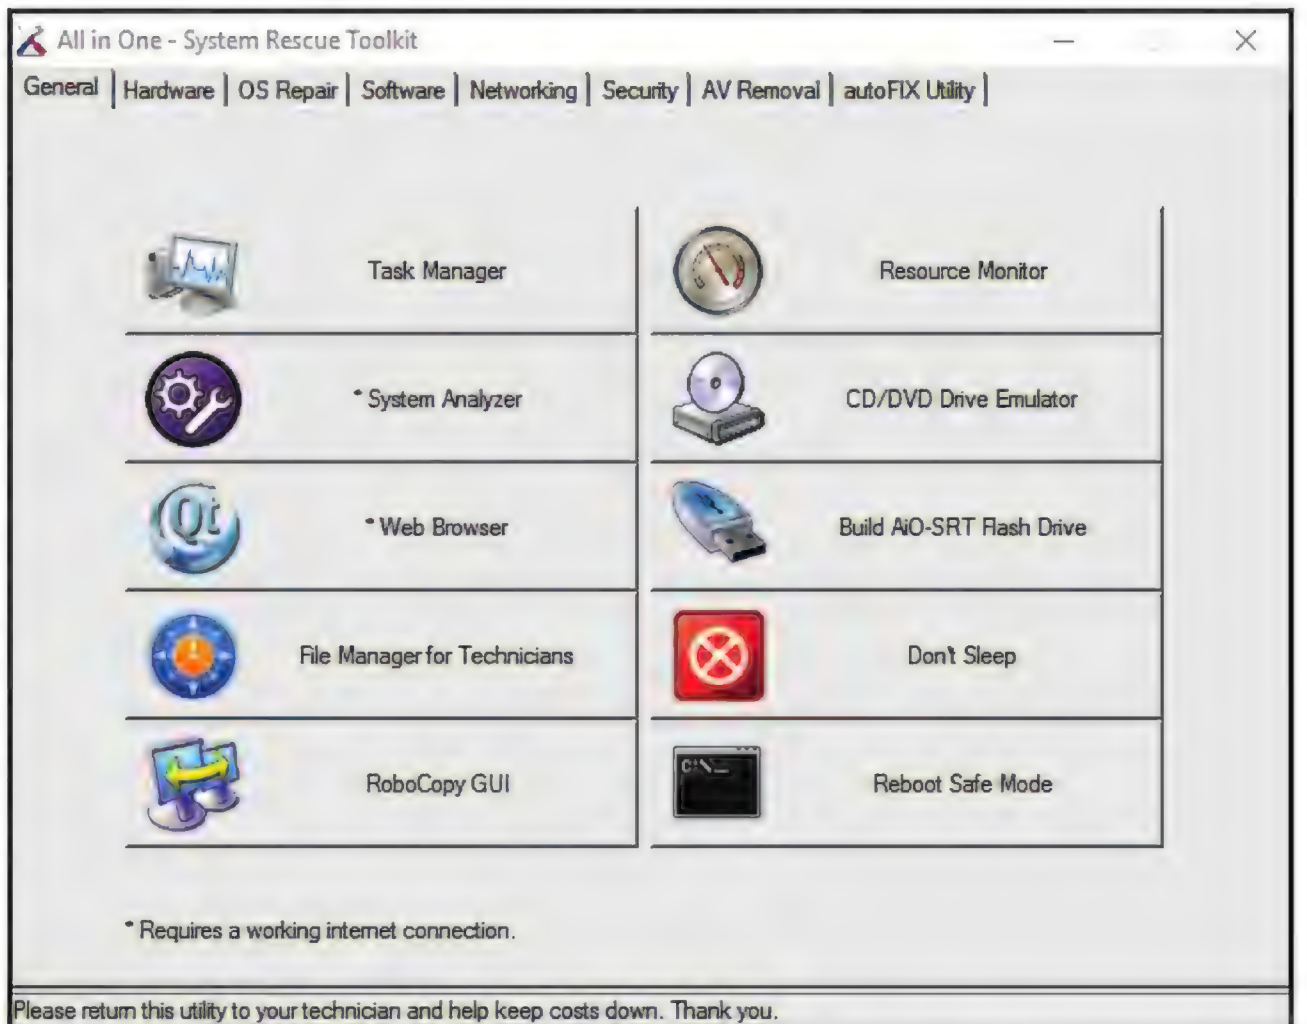 All in One - System Rescue Toolkit
General Hardware OS Repair Software Networking Security AV Removal autoFIX Utility
Task Manager
Resource Monitor
* System Analyzer
CD/DVD Drive Emulator
Qt
* Web Browser
Build AiO-SRT Flash Drive
File Manager for Technicians
Don't Sleep
RoboCopy GUI
C:\_
Reboot Safe Mode
* Requires a working internet connection.
Please return this utility to your technician and help keep costs down. Thank you.